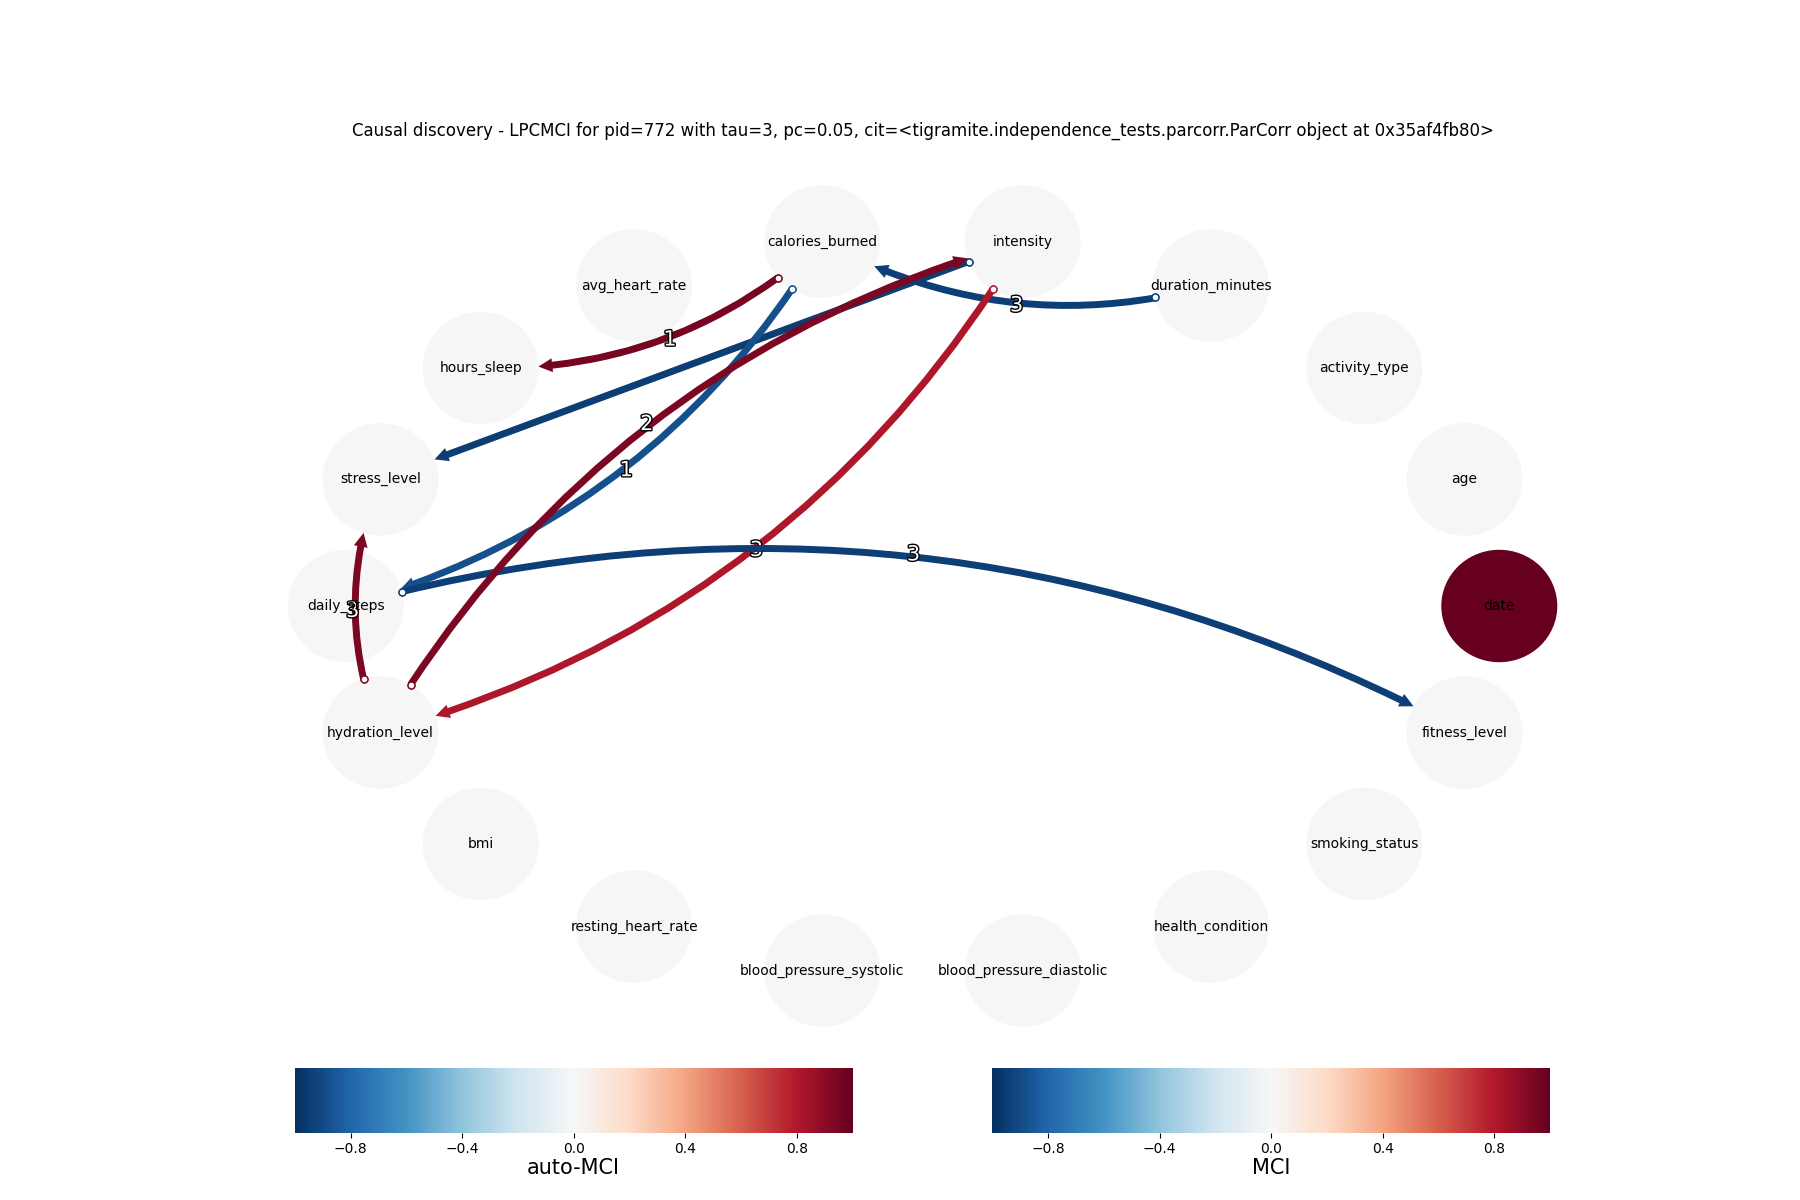 Causal discovery - LPCMCI for pid=772 with tau=3, pc=0.05, cit=<tigramite.independence_tests.parcorr.ParCorr object at 0x35af4fb80>
calories_burned
intensity
avg_heart_rate
duration_minutes
3
1
hours_sleep
activity_type
2
1
stress_level
age
3
3
daily_steps
3
date
hydration_level
fitness_level
bmi
smoking_status
resting_heart_rate
health_condition
blood_pressure_systolic
blood_pressure_diastolic
−0.8 −0.4 0.0 0.4 0.8
auto-MCI
−0.8 −0.4 0.0 0.4 0.8
MCI